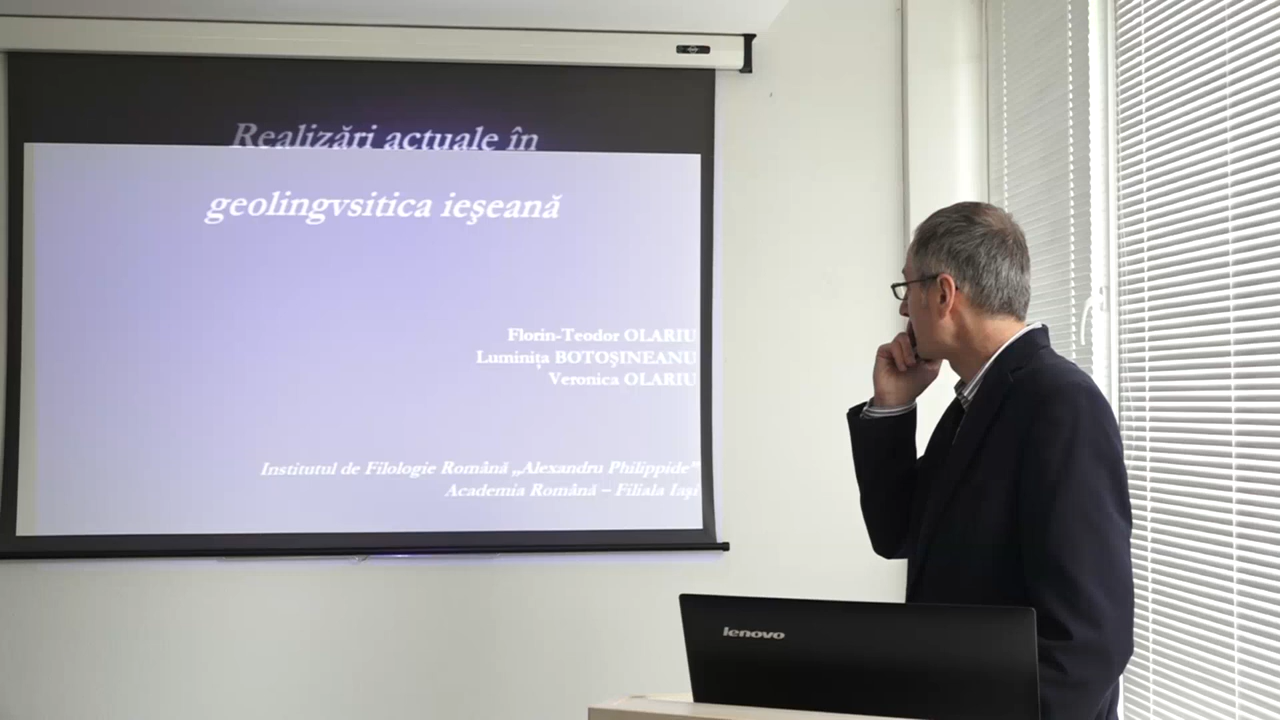 Realizări actuale în
geolingvsitica ieşeană
Florin-Teodor OLARIU
Luminiţa BOTOŞINEANU
Veronica OLARIU
Institutul de Filologie Română „Alexandru Philippide”
Academia Română – Filiala Iaşi
lenovo